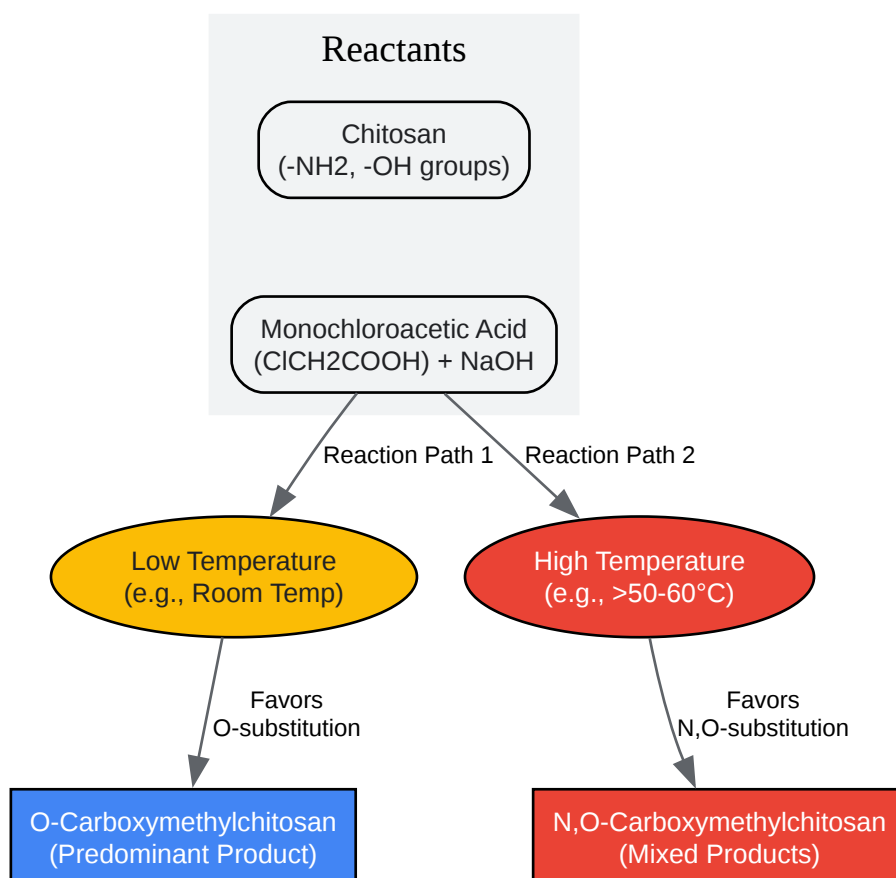 Reactants
Chitosan
(-NH2, -OH groups)
Monochloroacetic Acid
(ClCH2COOH) + NaOH
Reaction Path 1
Reaction Path 2
Low Temperature
(e.g., Room Temp)
High Temperature
(e.g., >50-60°C)
Favors
O-substitution
Favors
N,O-substitution
O-Carboxymethylchitosan
(Predominant Product)
N,O-Carboxymethylchitosan
(Mixed Products)